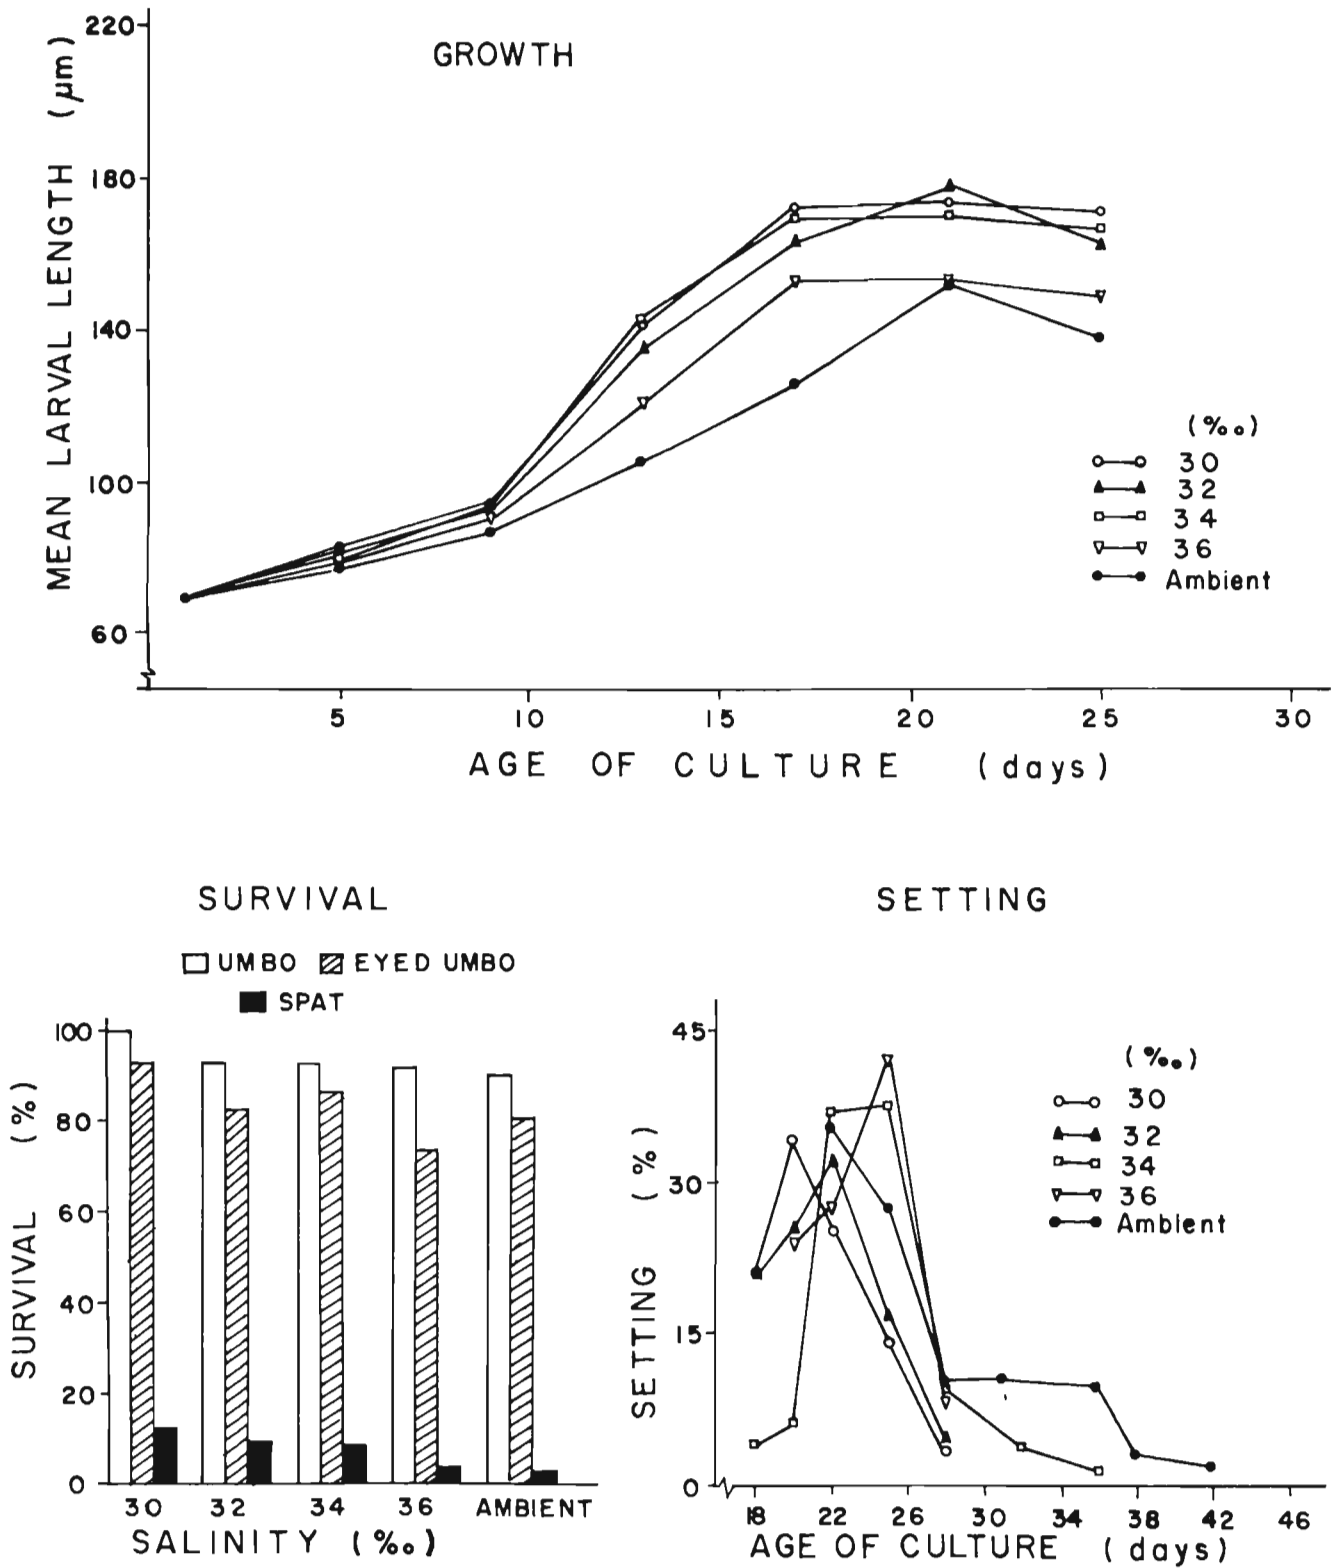 GROWTH
MEAN LARVAL LENGTH (µm)
220
180
140
100
60
(‰)
30
32
34
36
Ambient
5 10 15 20 25 30
AGE OF CULTURE (days)
SURVIVAL
UMBO EYED UMBO
SPAT
SURVIVAL (%)
100
80
60
40
20
0
30 32 34 36 AMBIENT
SALINITY (‰)
SETTING
SETTING (%)
45
30
15
0
(‰)
30
32
34
36
Ambient
18 22 26 30 34 38 42 46
AGE OF CULTURE (days)